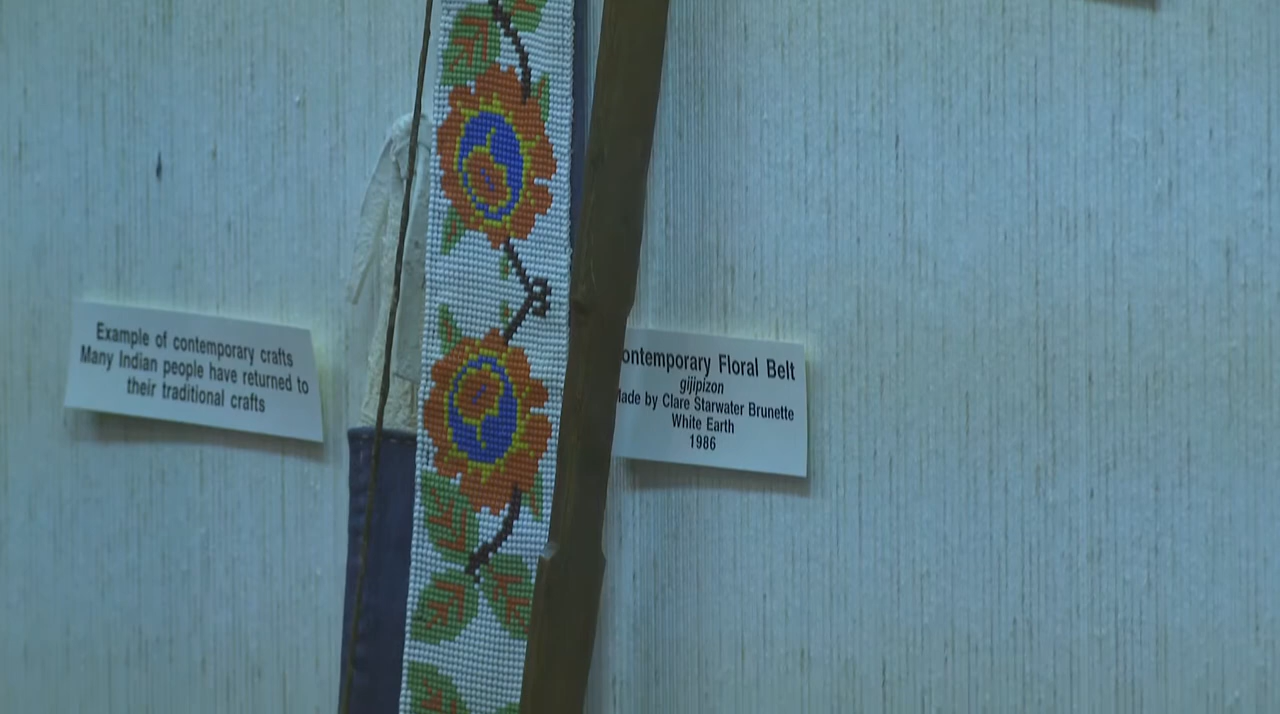 Example of contemporary crafts
Many Indian people have returned to
their traditional crafts
ontemporary Floral Belt
gijipizon
Made by Clare Starwater Brunette
White Earth
1986